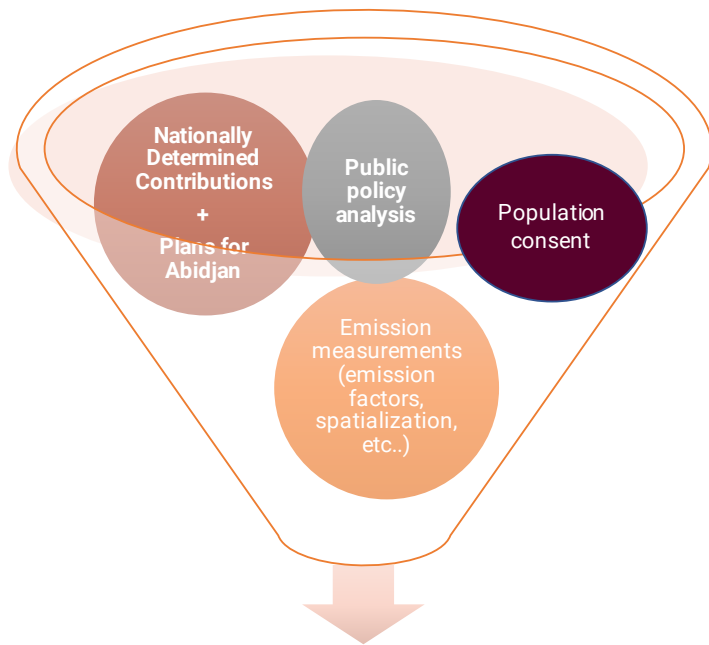 Nationally
Determined
Contributions
+
Plans for
Abidjan
Public
policy
analysis
Population
consent
Emission
measurements
(emission
factors,
spatialization,
etc..)